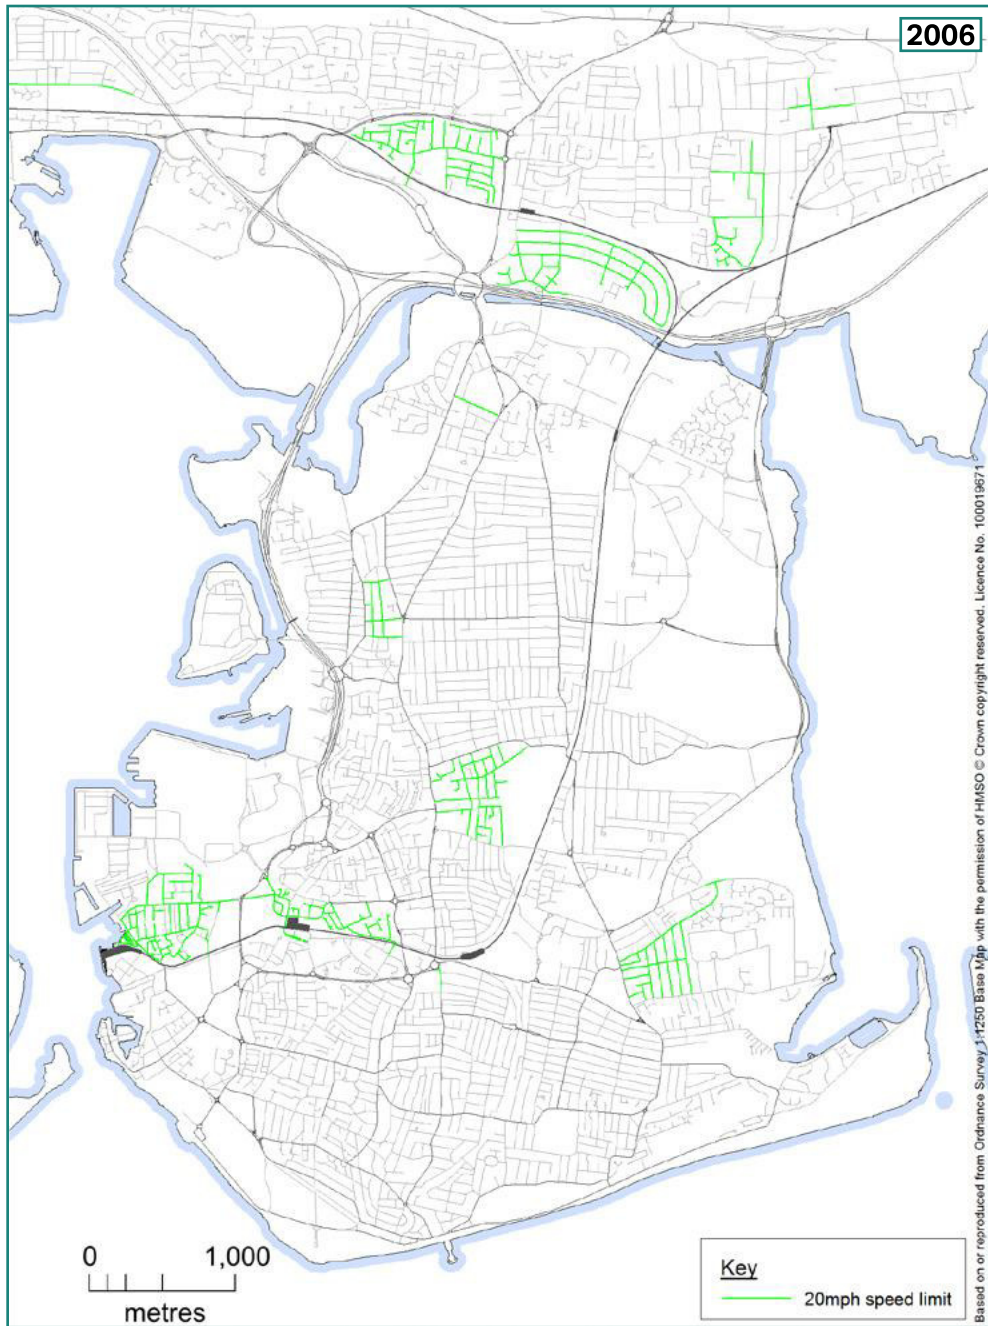 2006
Based on or reproduced from Ordnance Survey 1:1250 Base Map with the permission of HMSO © Crown copyright reserved. Licence No. 100019671
0 1,000
metres
Key
20mph speed limit